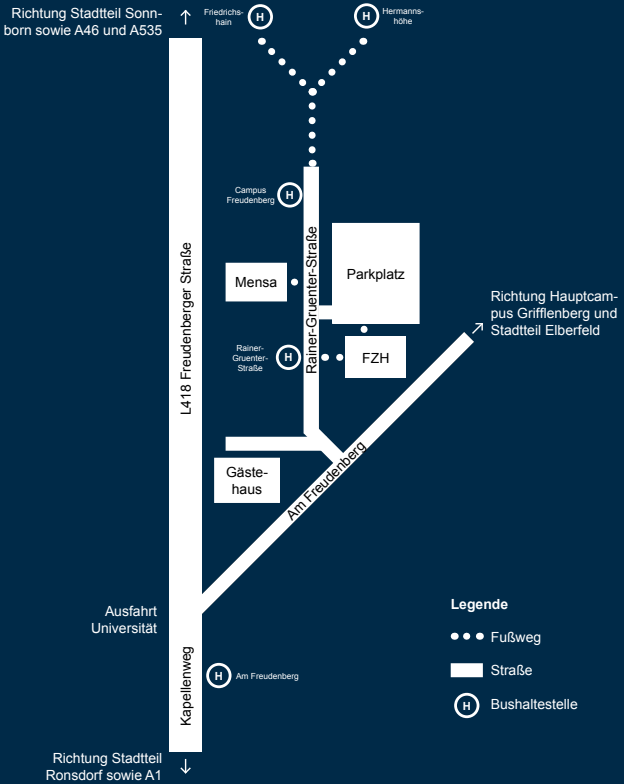 Richtung Stadtteil Sonn-
born sowie A46 und A535
Friedrichs-
hain
H
H
Hermanns-
höhe
Campus
Freudenberg
H
Rainer-Gruenter-Straße
Parkplatz
Mensa
L418 Freudenberger Straße
Richtung Hauptcam-
pus Grifflenberg und
Stadtteil Elberfeld
Rainer-
Gruenter-
Straße
H
FZH
Gäste-
haus
Am Freudenberg
Ausfahrt
Universität
Kapellenweg
H
Am Freudenberg
Legende
Fußweg
Straße
H
Bushaltestelle
Richtung Stadtteil
Ronsdorf sowie A1